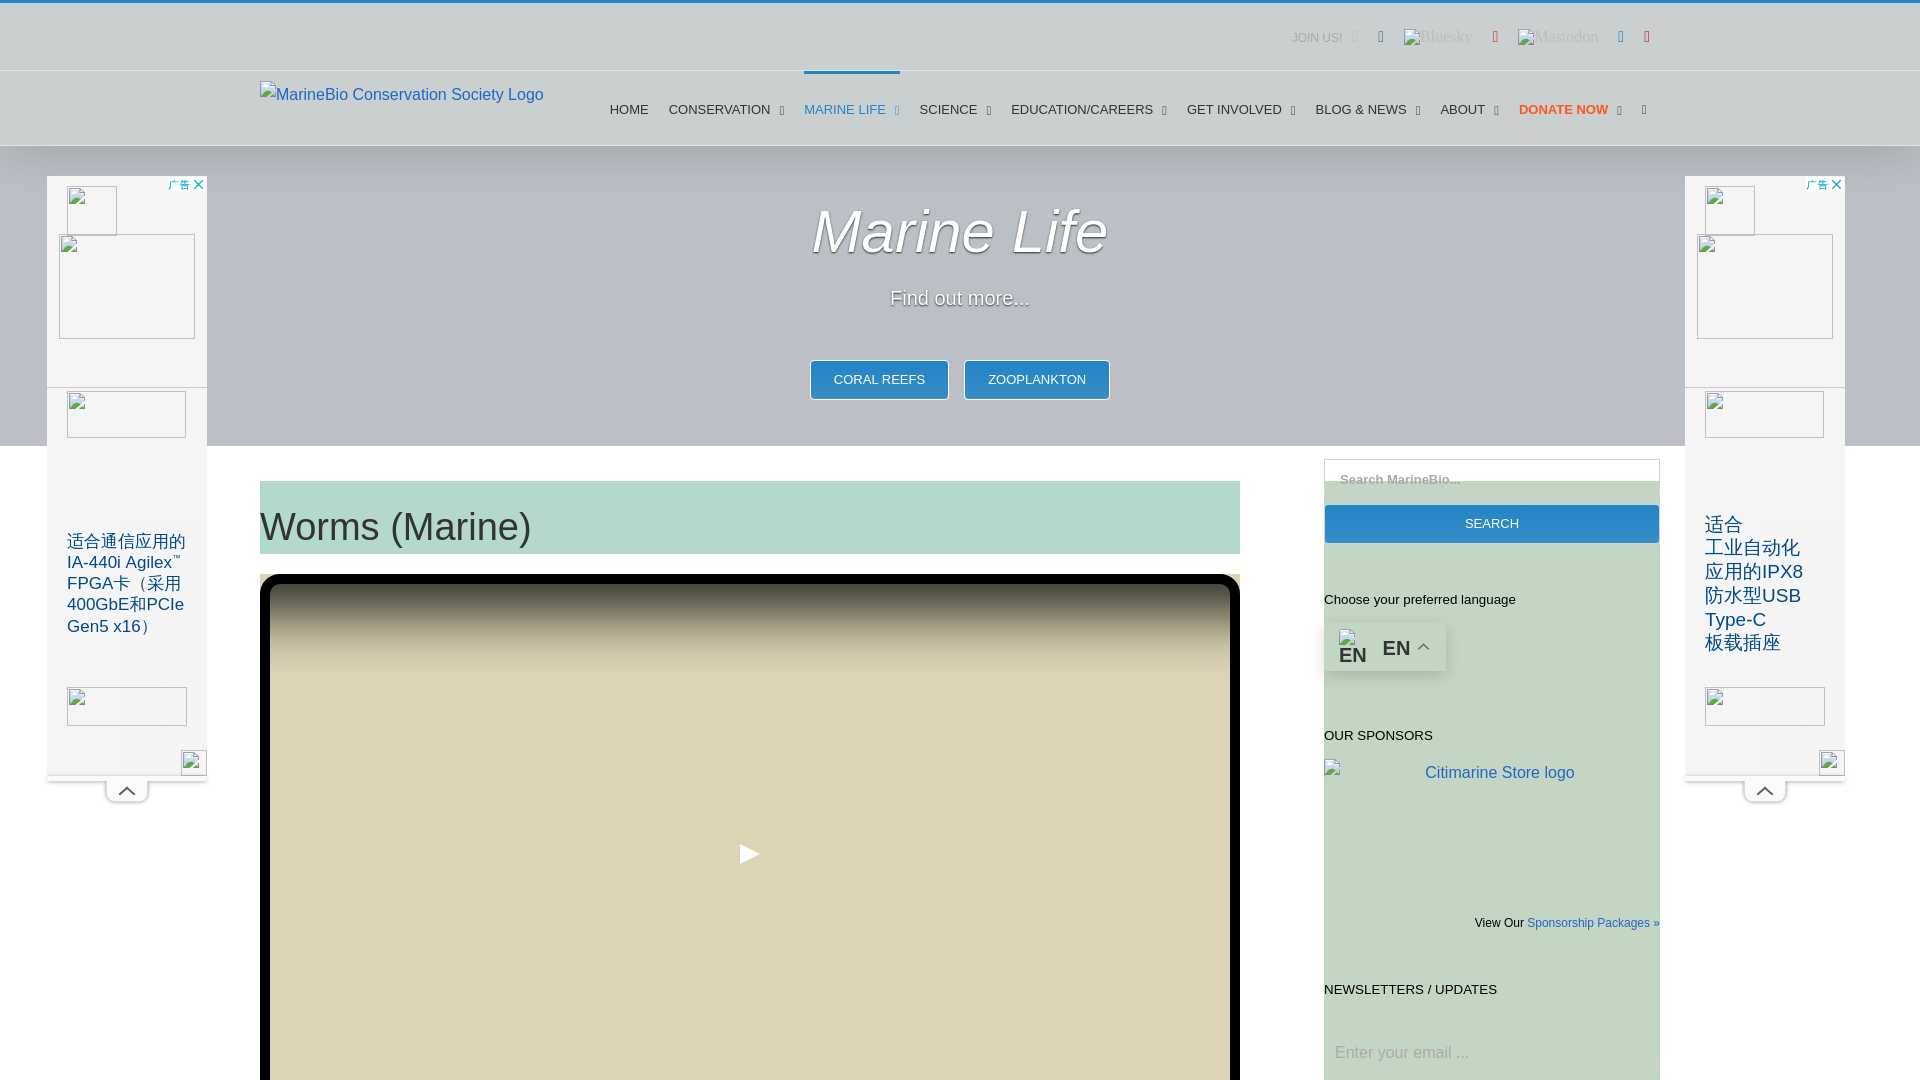 JOIN US!
Bluesky
Mastodon
MarineBio Conservation Society Logo
HOME
CONSERVATION
MARINE LIFE
SCIENCE
EDUCATION/CAREERS
GET INVOLVED
BLOG & NEWS
ABOUT
DONATE NOW
广告
广告
Marine Life
Find out more...
CORAL REEFS
ZOOPLANKTON
适合通信应用的
IA-440i Agilex™
FPGA卡（采用
400GbE和PCIe
Gen5 x16）
Worms (Marine)
Search MarineBio...
SEARCH
Choose your preferred language
EN
EN
OUR SPONSORS
Citimarine Store logo
View Our Sponsorship Packages »
NEWSLETTERS / UPDATES
Enter your email ...
适合
工业自动化
应用的IPX8
防水型USB
Type-C
板载插座